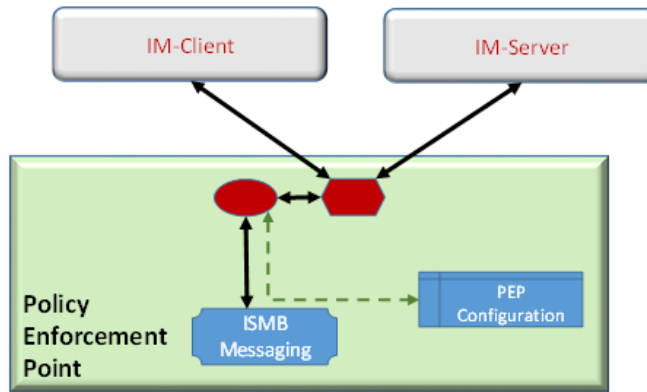 IM-Client
IM-Server
Policy
Enforcement
Point
ISMB
Messaging
PEP
Configuration